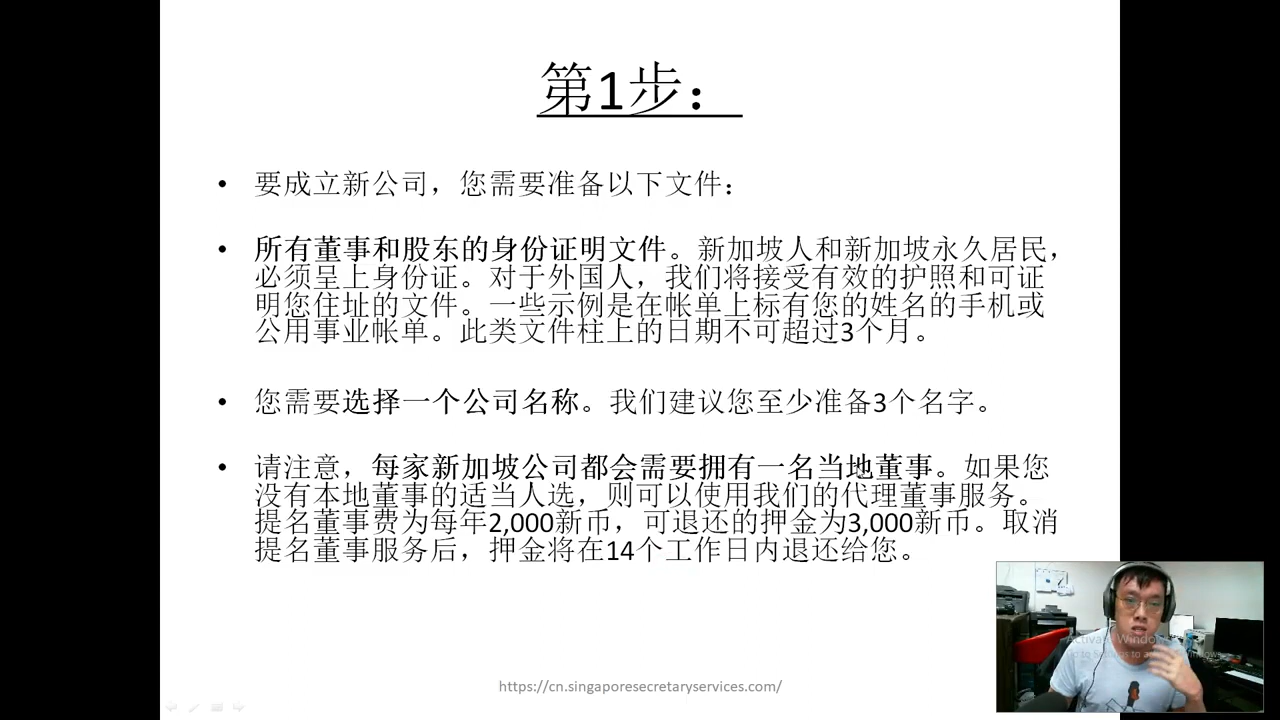 第1步：
• 要成立新公司，您需要准备以下文件：
• 所有董事和股东的身份证明文件。新加坡人和新加坡永久居民，
必须呈上身份证。对于外国人，我们将接受有效的护照和可证
明您住址的文件。一些示例是在帐单上标有您的姓名的手机或
公用事业帐单。此类文件柱上的日期不可超过3个月。
• 您需要选择一个公司名称。我们建议您至少准备3个名字。
• 请注意，每家新加坡公司都会需要拥有一名当地董事。如果您
没有本地董事的适当人选，则可以使用我们的代理董事服务。
提名董事费为每年2,000新币，可退还的押金为3,000新币。取消
提名董事服务后，押金将在14个工作日内退还给您。
Activate Windows
Go to Settings to activate Windows.
https://cn.singaporesecretaryservices.com/